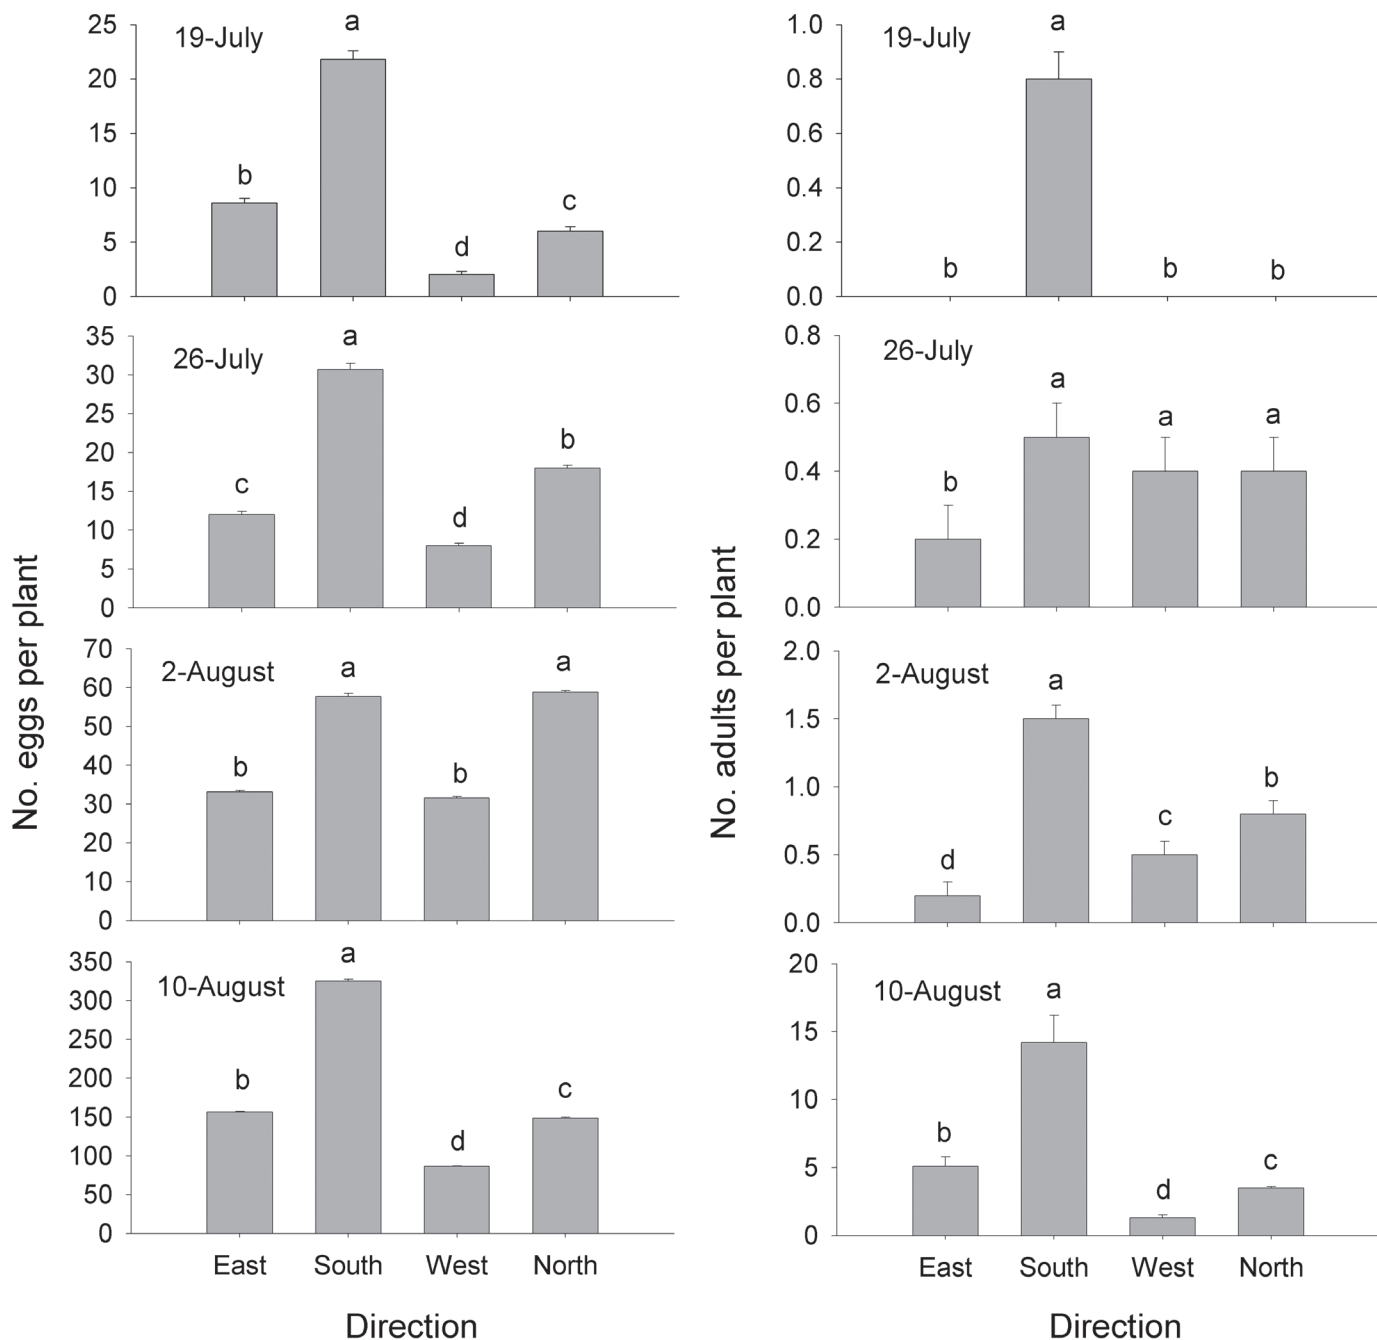 No. eggs per plant
25
20
15
10
5
0
19-July
b
a
d
c
35
30
25
20
15
10
5
0
26-July
c
a
d
b
70
60
50
40
30
20
10
0
2-August
b
a
b
a
350
300
250
200
150
100
50
0
10-August
b
a
d
c
East South West North
Direction
No. adults per plant
1.0
0.8
0.6
0.4
0.2
0.0
19-July
b
a
b
b
0.8
0.6
0.4
0.2
0.0
26-July
b
a
a
a
2.0
1.5
1.0
0.5
0.0
2-August
d
a
c
b
20
15
10
5
0
10-August
b
a
d
c
East South West North
Direction